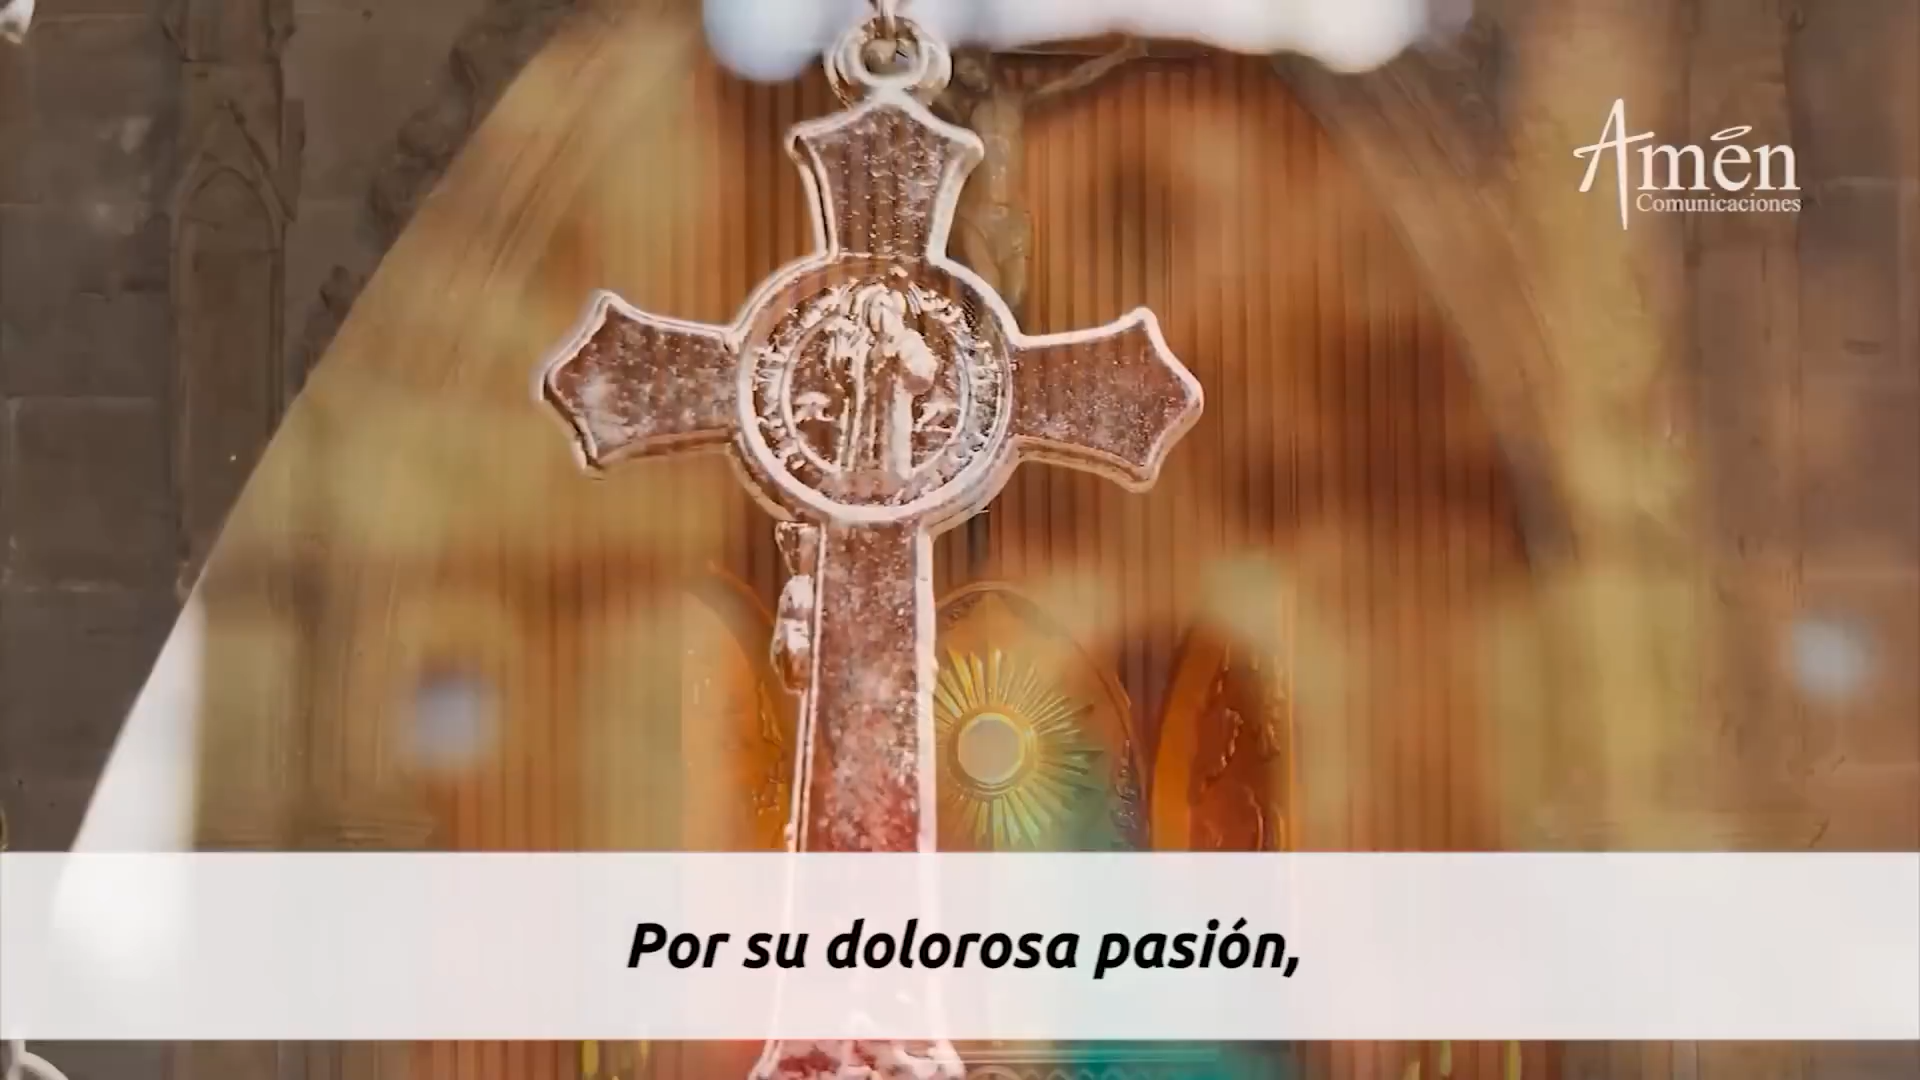 Amén
Comunicaciones
Por su dolorosa pasión,